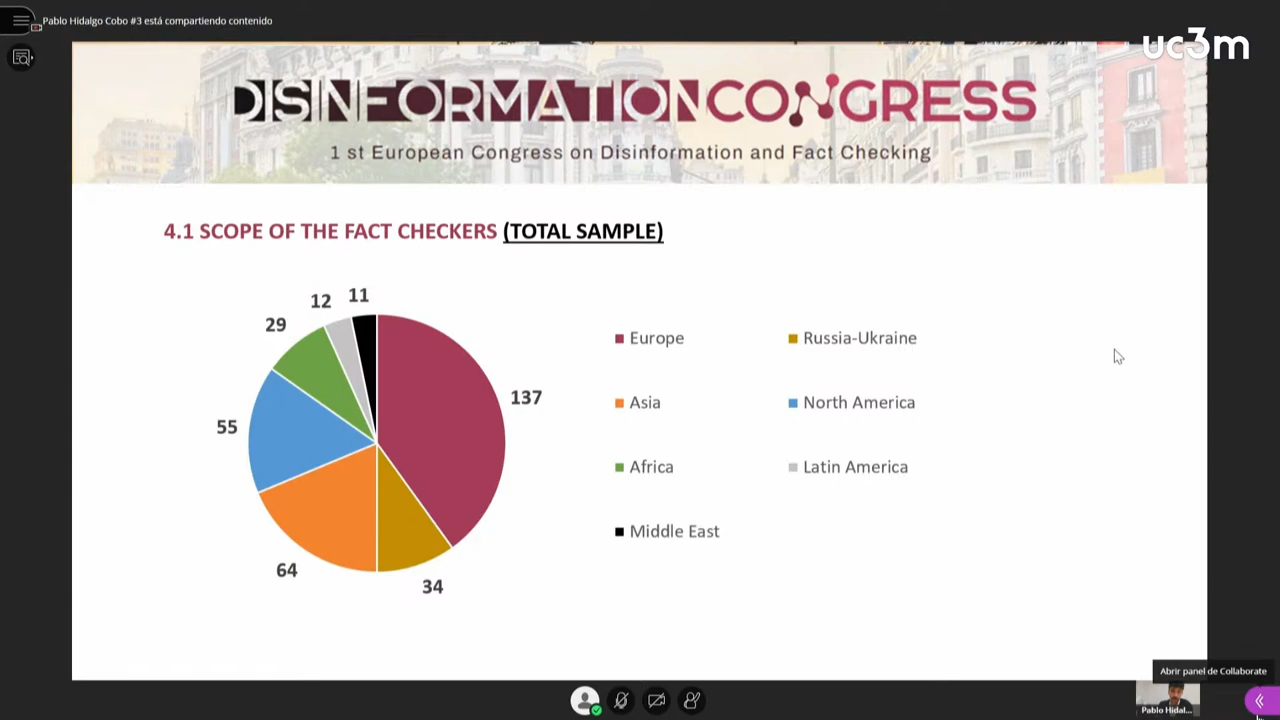 Pablo Hidalgo Cobo #3 está compartiendo contenido
uc3m
DISINFORMATION CONGRESS
1 st European Congress on Disinformation and Fact Checking
4.1 SCOPE OF THE FACT CHECKERS (TOTAL SAMPLE)
12
11
29
137
55
64
34
Europe
Russia-Ukraine
Asia
North America
Africa
Latin America
Middle East
Abrir panel de Collaborate
Pablo Hidal...